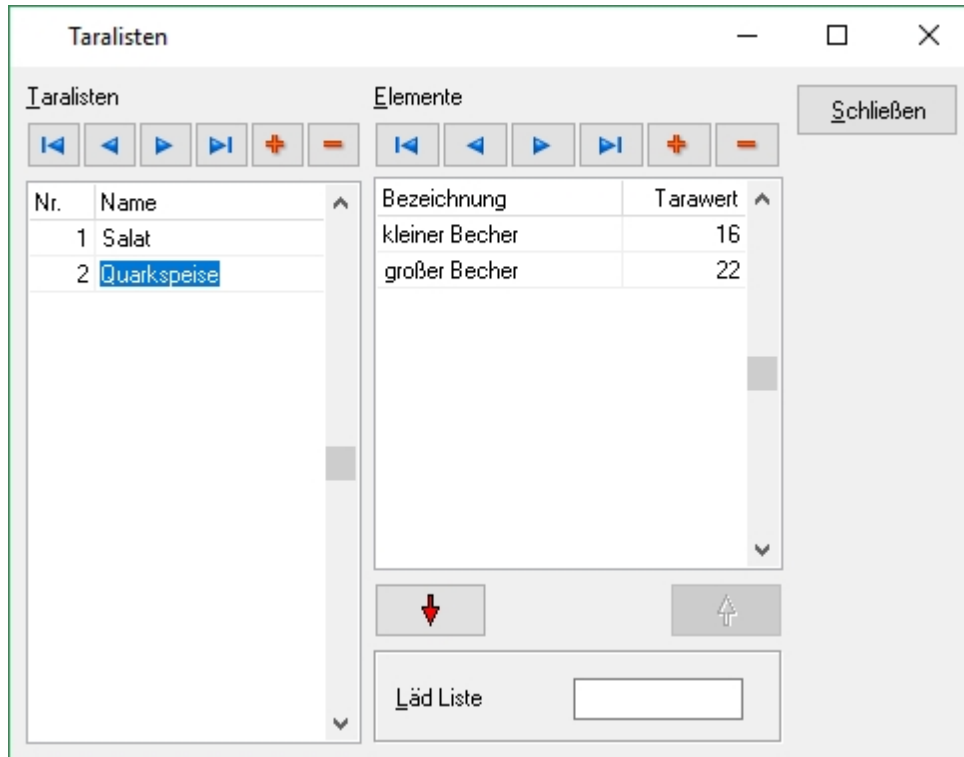 Taralisten
Taralisten
Elemente
Schließen
Nr. Name
1 Salat
2 Quarkspeise
Bezeichnung Tarawert
kleiner Becher 16
großer Becher 22
Läd Liste